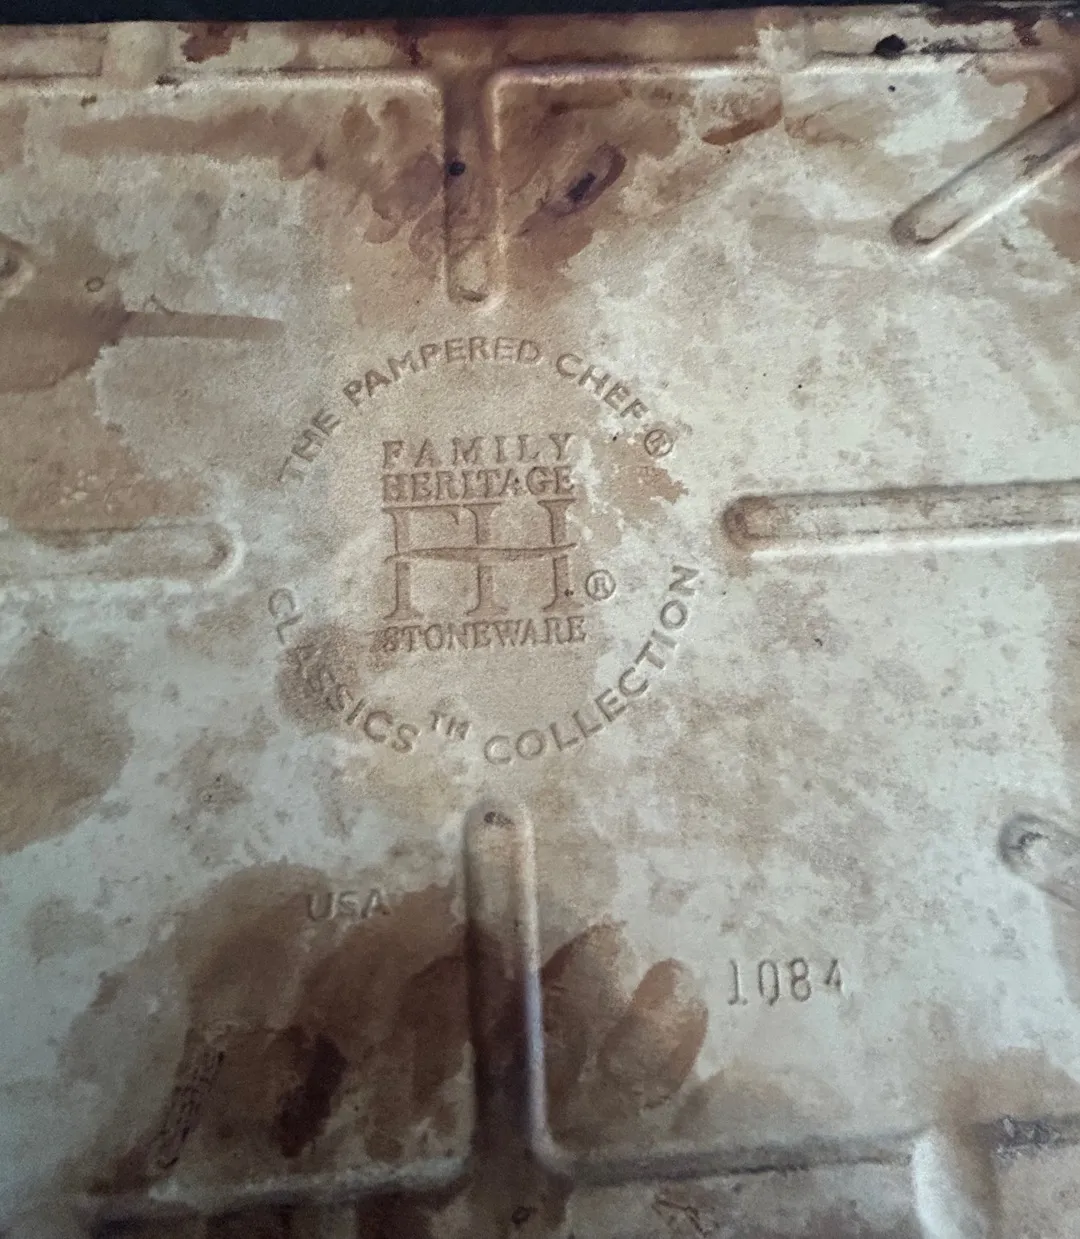 THE PAMPERED CHEF®
FAMILY
HERITAGE
FH®
STONEWARE
CLASSICS™ COLLECTION
USA
1084